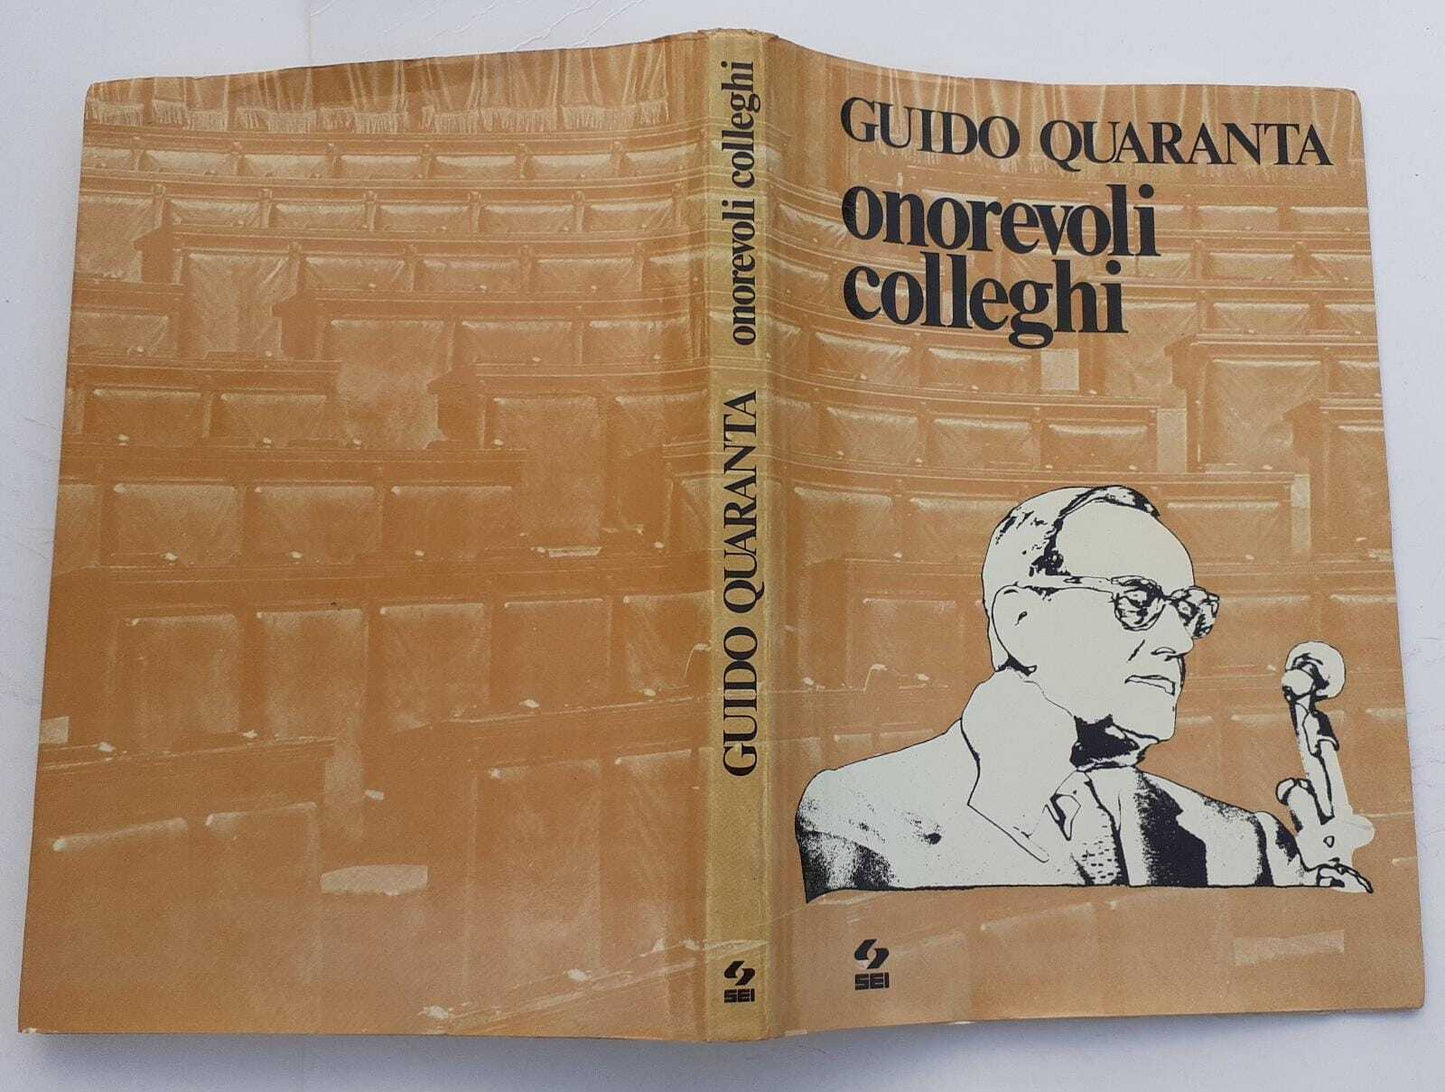 GUIDO QUARANTA
onorevoli
colleghi
SEI
GUIDO QUARANTA onorevoli colleghi
SEI